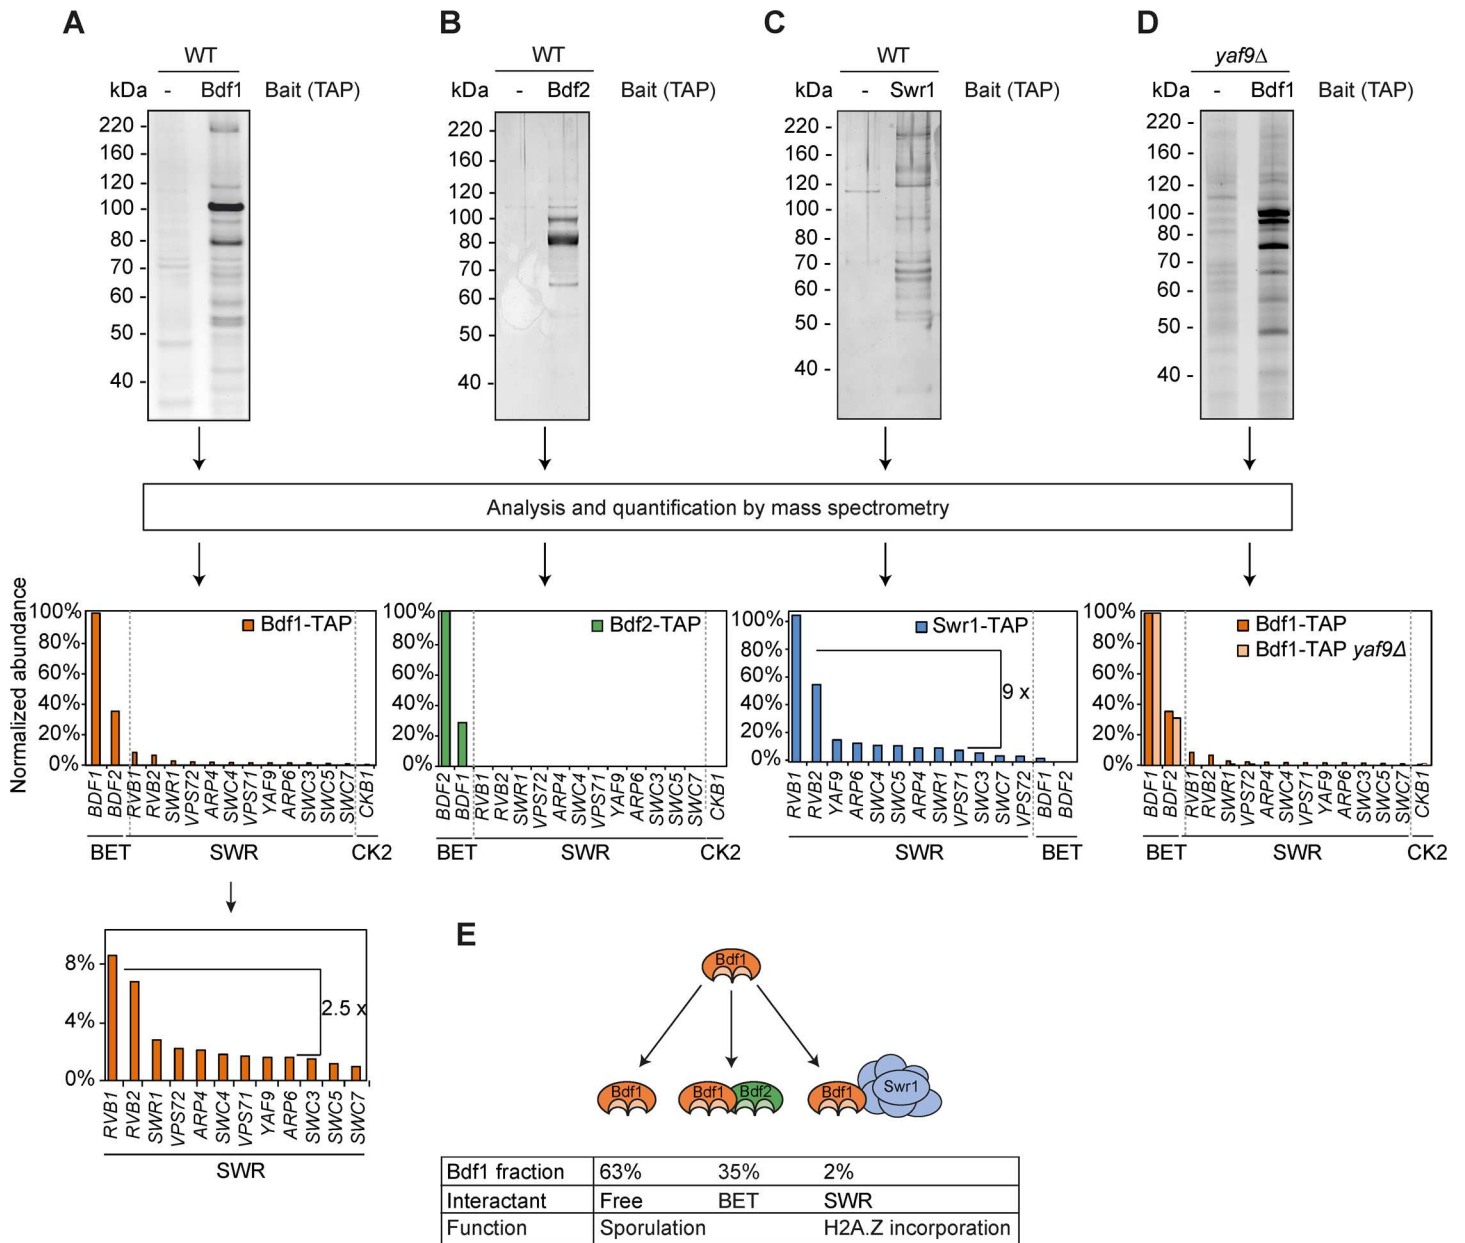 A
B
C
D
WT
WT
WT
yaf9Δ
kDa - Bdf1 Bait (TAP)
kDa - Bdf2 Bait (TAP)
kDa - Swr1 Bait (TAP)
kDa - Bdf1 Bait (TAP)
220 -
160 -
120 -
100 -
80 -
70 -
60 -
50 -
40 -
220 -
160 -
120 -
100 -
80 -
70 -
60 -
50 -
40 -
220 -
160 -
120 -
100 -
80 -
70 -
60 -
50 -
40 -
220 -
160 -
120 -
100 -
80 -
70 -
60 -
50 -
40 -
Analysis and quantification by mass spectrometry
Normalized abundance
100%
80%
60%
40%
20%
0%
Bdf1-TAP
BDF1
BDF2
RVB1
RVB2
SWR1
VPS72
ARP4
SWC4
VPS71
YAF9
ARP6
SWC3
SWC5
SWC7
CKB1
BET
SWR
CK2
100%
80%
60%
40%
20%
0%
Bdf2-TAP
BDF2
BDF1
RVB1
RVB2
SWR1
VPS72
ARP4
SWC4
VPS71
YAF9
ARP6
SWC3
SWC5
SWC7
CKB1
BET
SWR
CK2
100%
80%
60%
40%
20%
0%
Swr1-TAP
9 x
RVB1
RVB2
YAF9
ARP6
SWC4
SWC5
ARP4
SWR1
VPS71
SWC3
SWC7
VPS72
BDF1
BDF2
SWR
BET
100%
80%
60%
40%
20%
0%
Bdf1-TAP
Bdf1-TAP yaf9Δ
BDF1
BDF2
RVB1
RVB2
SWR1
VPS72
ARP4
SWC4
VPS71
YAF9
ARP6
SWC3
SWC5
SWC7
CKB1
BET
SWR
CK2
8%
4%
0%
2.5 x
RVB1
RVB2
SWR1
VPS72
ARP4
SWC4
VPS71
YAF9
ARP6
SWC3
SWC5
SWC7
SWR
E
Bdf1
Bdf1
Bdf1 Bdf2
Bdf1 Swr1
Bdf1 fraction 63% 35% 2%
Interactant Free BET SWR
Function Sporulation H2A.Z incorporation